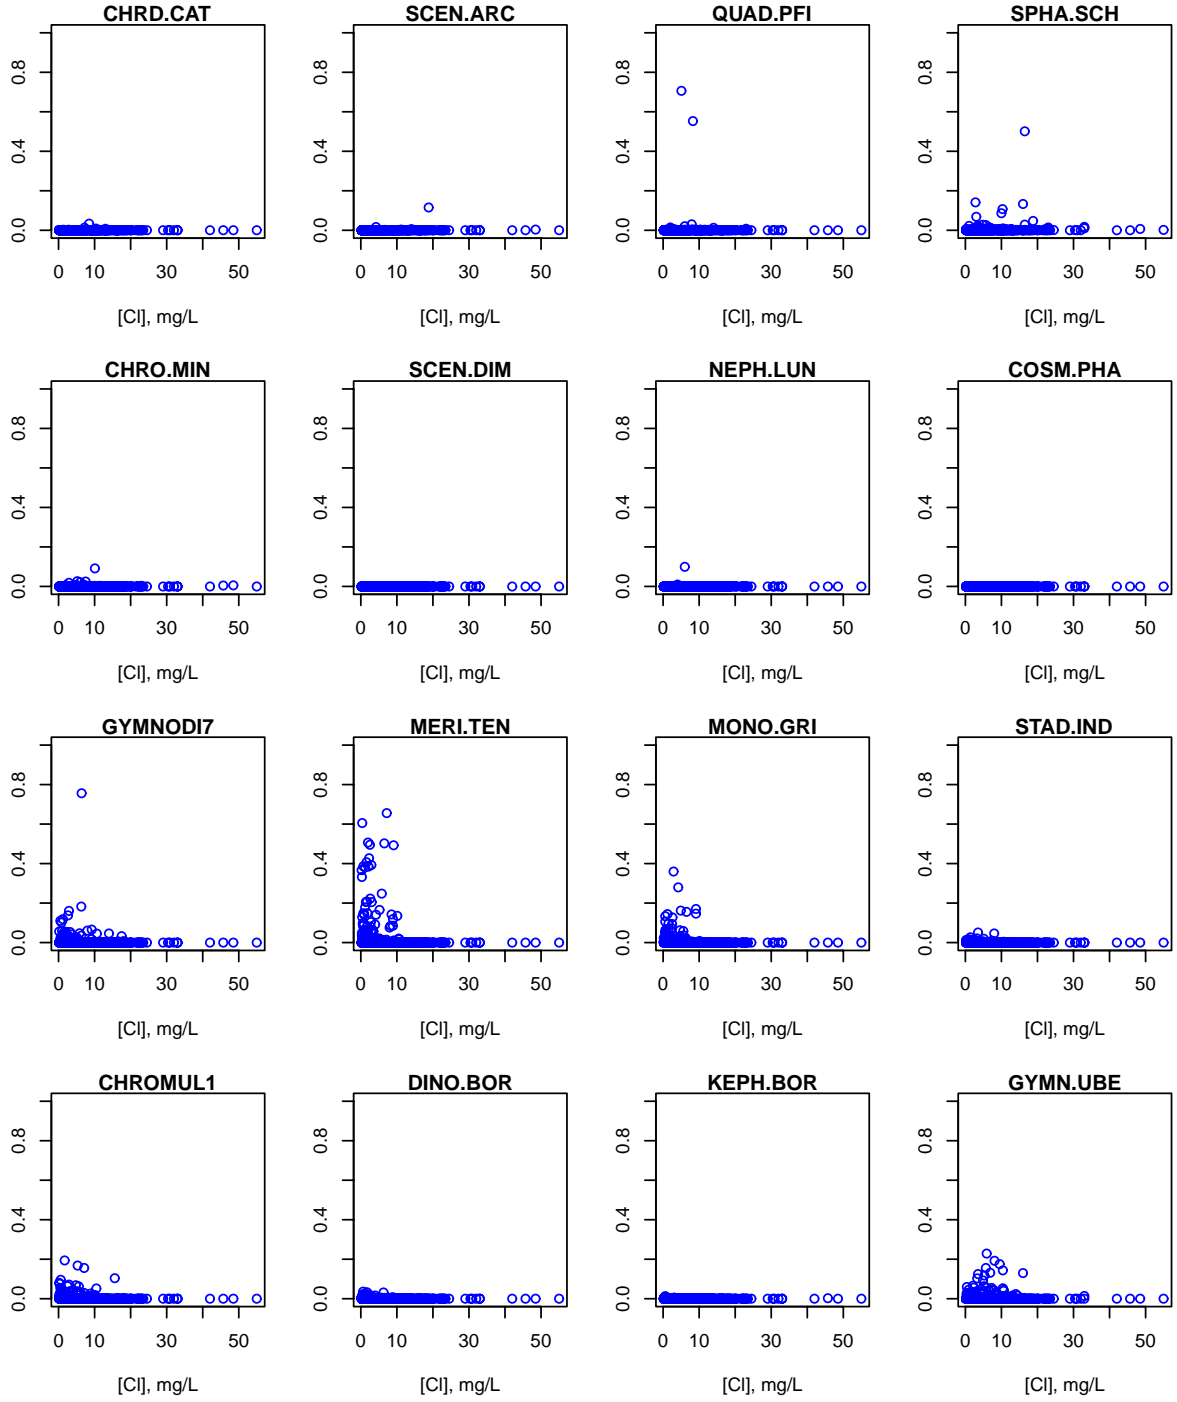 CHRD.CAT SCEN.ARC QUAD.PFI SPHA.SCH
0.8 0.8 0.8 0.8
0.4 0.4 0.4 0.4
0.0 0.0 0.0 0.0
0 10 30 50 0 10 30 50 0 10 30 50 0 10 30 50
[Cl], mg/L [Cl], mg/L [Cl], mg/L [Cl], mg/L
CHRO.MIN SCEN.DIM NEPH.LUN COSM.PHA
0.8 0.8 0.8 0.8
0.4 0.4 0.4 0.4
0.0 0.0 0.0 0.0
0 10 30 50 0 10 30 50 0 10 30 50 0 10 30 50
[Cl], mg/L [Cl], mg/L [Cl], mg/L [Cl], mg/L
GYMNODI7 MERI.TEN MONO.GRI STAD.IND
0.8 0.8 0.8 0.8
0.4 0.4 0.4 0.4
0.0 0.0 0.0 0.0
0 10 30 50 0 10 30 50 0 10 30 50 0 10 30 50
[Cl], mg/L [Cl], mg/L [Cl], mg/L [Cl], mg/L
CHROMUL1 DINO.BOR KEPH.BOR GYMN.UBE
0.8 0.8 0.8 0.8
0.4 0.4 0.4 0.4
0.0 0.0 0.0 0.0
0 10 30 50 0 10 30 50 0 10 30 50 0 10 30 50
[Cl], mg/L [Cl], mg/L [Cl], mg/L [Cl], mg/L